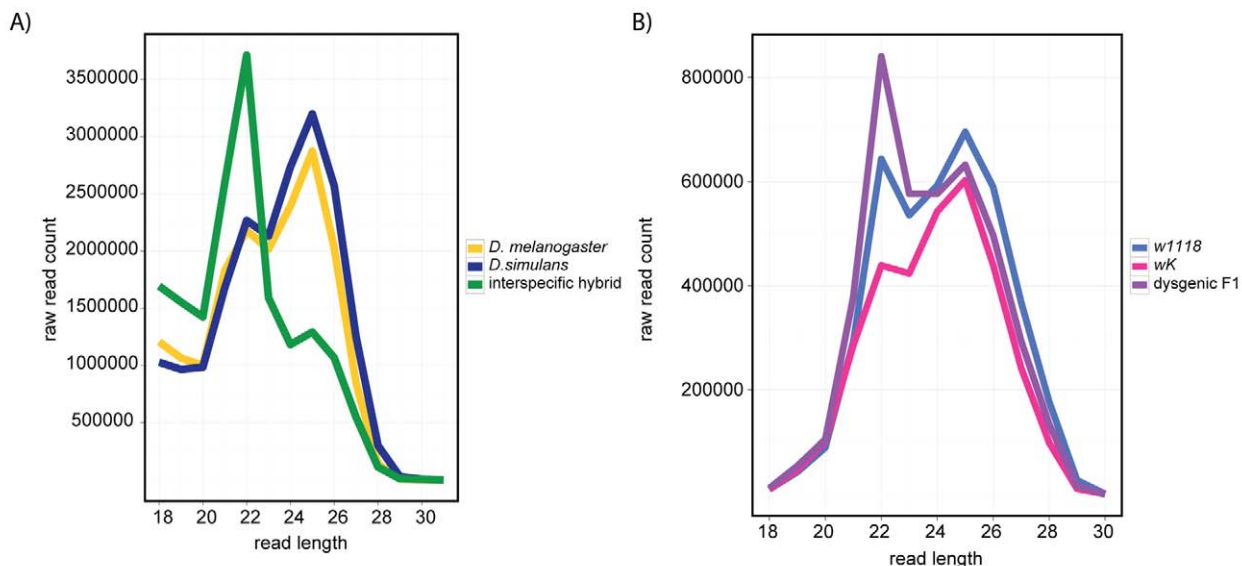 A)
raw read count
3500000
3000000
2500000
2000000
1500000
1000000
500000
18 20 22 24 26 28 30
read length
D. melanogaster
D.simulans
interspecific hybrid
B)
raw read count
800000
600000
400000
200000
18 20 22 24 26 28 30
read length
w1118
wK
dysgenic F1